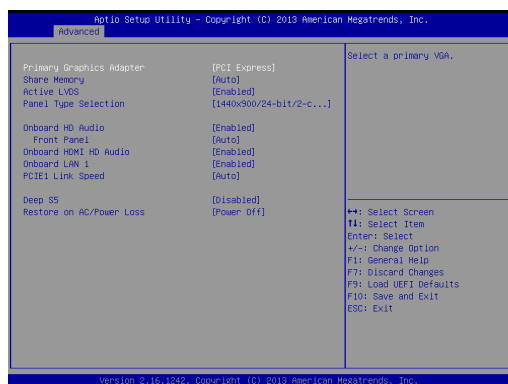 Aptio Setup Utility – Copyright (C) 2013 American Megatrends, Inc.
Advanced
Primary Graphics Adapter [PCI Express]
Share Memory [Auto]
Active LVDS [Enabled]
Panel Type Selection [1440x900/24-bit/2-c...]
Onboard HD Audio [Enabled]
Front Panel [Auto]
Onboard HDMI HD Audio [Enabled]
Onboard LAN 1 [Enabled]
PCIE1 Link Speed [Auto]
Deep S5 [Disabled]
Restore on AC/Power Loss [Power Off]
Select a primary VGA.
↔: Select Screen
↑↓: Select Item
Enter: Select
+/-: Change Option
F1: General Help
F7: Discard Changes
F9: Load UEFI Defaults
F10: Save and Exit
ESC: Exit
Version 2.16.1242. Copyright (C) 2013 American Megatrends, Inc.